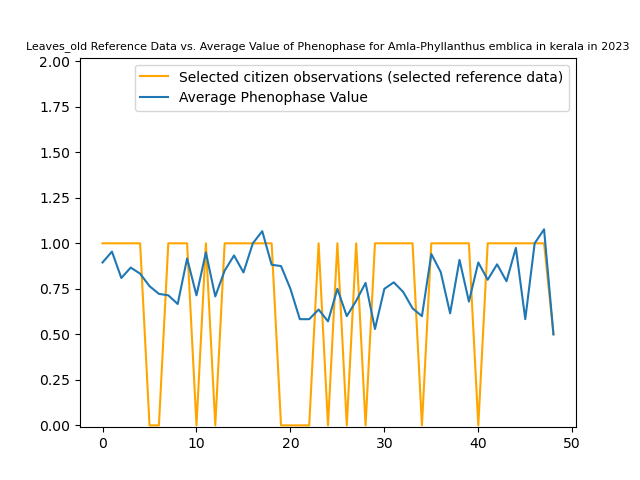 Leaves_old Reference Data vs. Average Value of Phenophase for Amla-Phyllanthus emblica in kerala in 2023
Selected citizen observations (selected reference data)
Average Phenophase Value
2.00
1.75
1.50
1.25
1.00
0.75
0.50
0.25
0.00
0 10 20 30 40 50